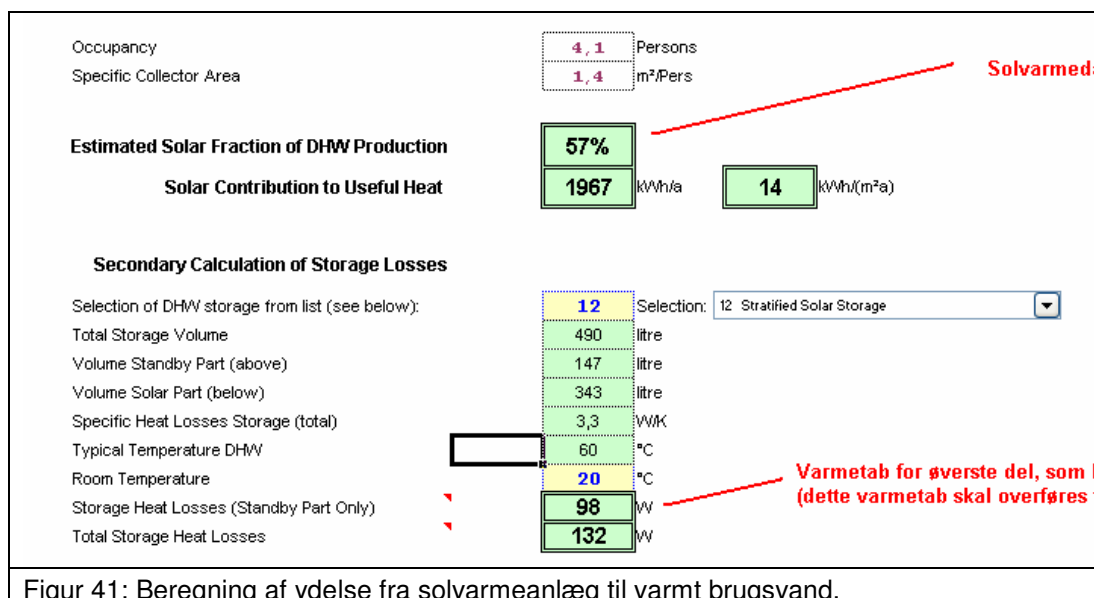 Occupancy 4,1 Persons
Specific Collector Area 1,4 m²/Pers
Solvarmed
Estimated Solar Fraction of DHW Production 57%
Solar Contribution to Useful Heat 1967 kWh/a 14 kWh/(m²a)
Secondary Calculation of Storage Losses
Selection of DHW storage from list (see below): 12 Selection: 12 Stratified Solar Storage
Total Storage Volume 490 litre
Volume Standby Part (above) 147 litre
Volume Solar Part (below) 343 litre
Specific Heat Losses Storage (total) 3,3 W/K
Typical Temperature DHW 60 °C
Room Temperature 20 °C
Varmetab for øverste del, som
(dette varmetab skal overføres
Storage Heat Losses (Standby Part Only) 98 W
Total Storage Heat Losses 132 W
Figur 41: Beregning af ydelse fra solvarmeanlæg til varmt brugsvand.